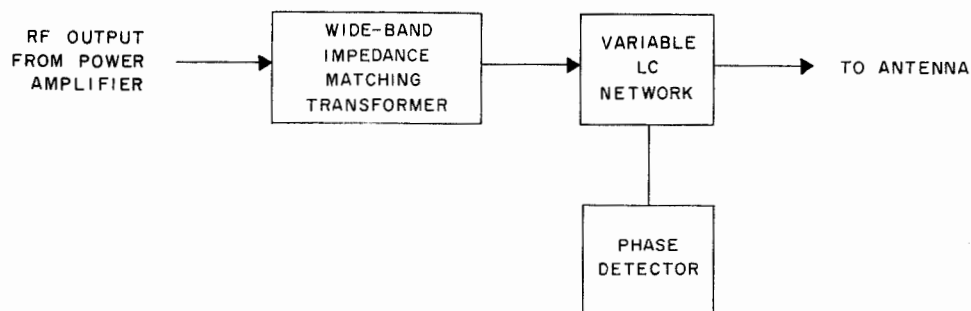 RF OUTPUT
FROM POWER
AMPLIFIER
WIDE-BAND
IMPEDANCE
MATCHING
TRANSFORMER
VARIABLE
LC
NETWORK
TO ANTENNA
PHASE
DETECTOR